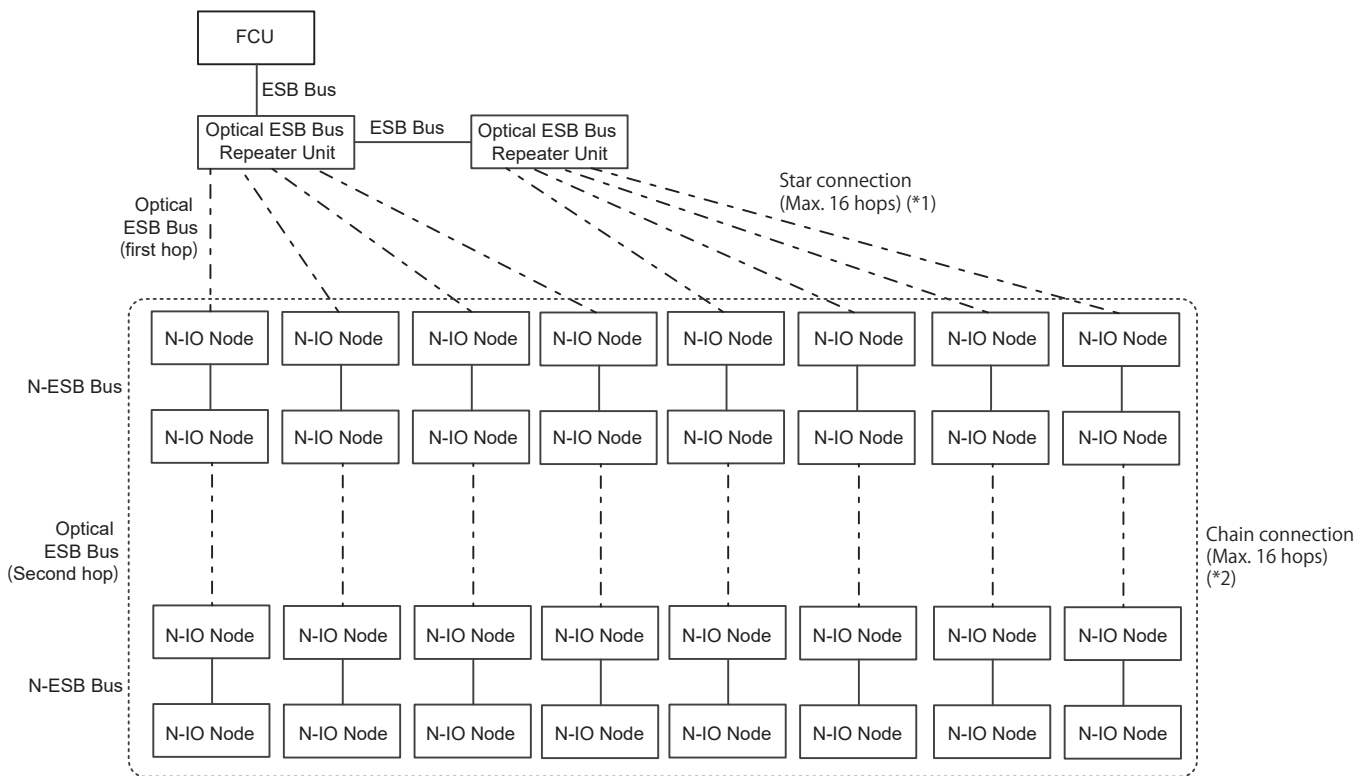 FCU
ESB Bus
Optical ESB Bus
Repeater Unit
ESB Bus
Optical ESB Bus
Repeater Unit
Star connection
(Max. 16 hops) (*1)
Optical
ESB Bus
(first hop)
N-IO Node N-IO Node N-IO Node N-IO Node N-IO Node N-IO Node N-IO Node N-IO Node
N-ESB Bus
N-IO Node N-IO Node N-IO Node N-IO Node N-IO Node N-IO Node N-IO Node N-IO Node
Optical
ESB Bus
(Second hop)
Chain connection
(Max. 16 hops)
(*2)
N-IO Node N-IO Node N-IO Node N-IO Node N-IO Node N-IO Node N-IO Node N-IO Node
N-ESB Bus
N-IO Node N-IO Node N-IO Node N-IO Node N-IO Node N-IO Node N-IO Node N-IO Node